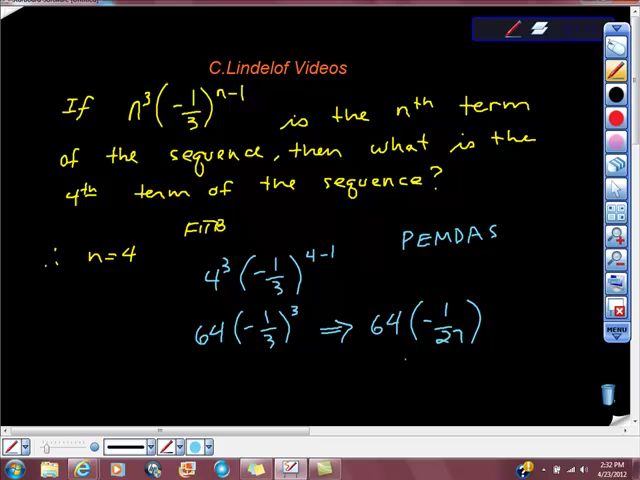 C.Lindelof Videos
If n³(-1/3)ⁿ⁻¹ is the nth term
of the sequence, then what is the
4th term of the sequence?
FITB
∴ n=4
PEMDAS
4³(-1/3)⁴⁻¹
64(-1/3)³ ⇒ 64(-1/27)
2:32 PM
4/23/2012